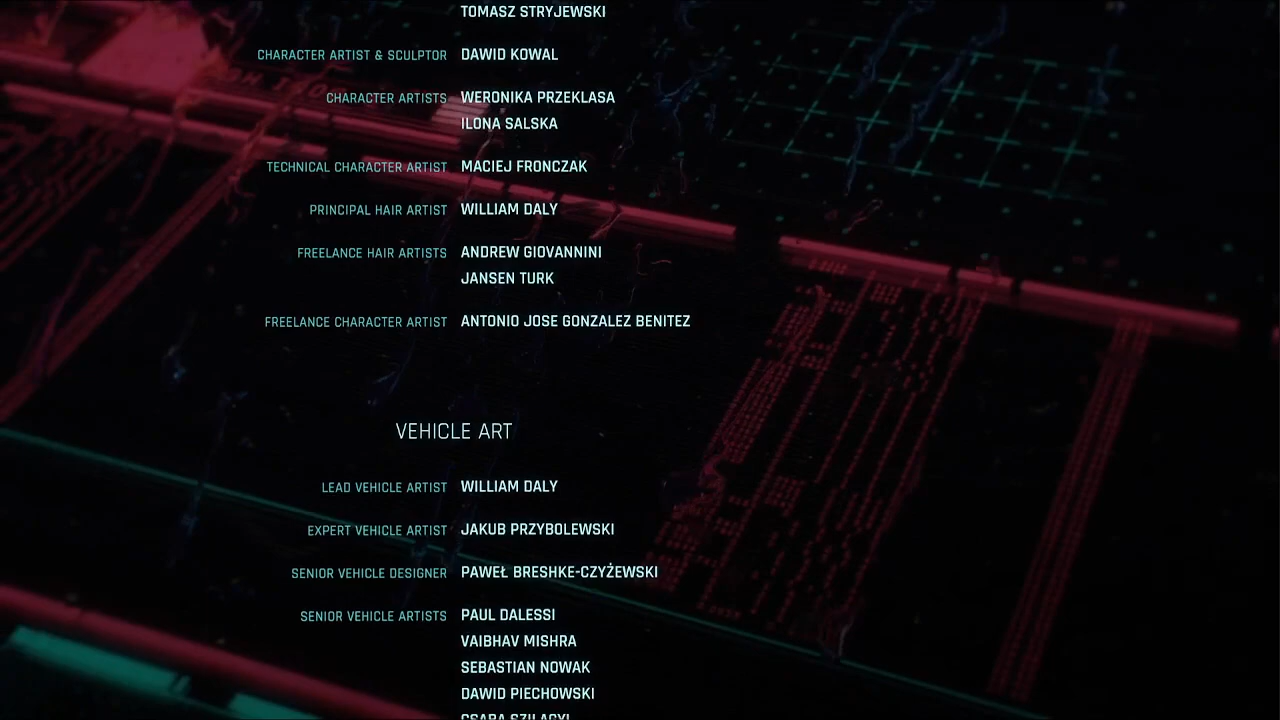 TOMASZ STRYJEWSKI
CHARACTER ARTIST & SCULPTOR DAWID KOWAL
CHARACTER ARTISTS WERONIKA PRZEKLASA
ILONA SALSKA
TECHNICAL CHARACTER ARTIST MACIEJ FRONCZAK
PRINCIPAL HAIR ARTIST WILLIAM DALY
FREELANCE HAIR ARTISTS ANDREW GIOVANNINI
JANSEN TURK
FREELANCE CHARACTER ARTIST ANTONIO JOSE GONZALEZ BENITEZ
VEHICLE ART
LEAD VEHICLE ARTIST WILLIAM DALY
EXPERT VEHICLE ARTIST JAKUB PRZYBOLEWSKI
SENIOR VEHICLE DESIGNER PAWEŁ BRESHKE-CZYŻEWSKI
SENIOR VEHICLE ARTISTS PAUL DALESSI
VAIBHAV MISHRA
SEBASTIAN NOWAK
DAWID PIECHOWSKI
CSABA SZILAGYI